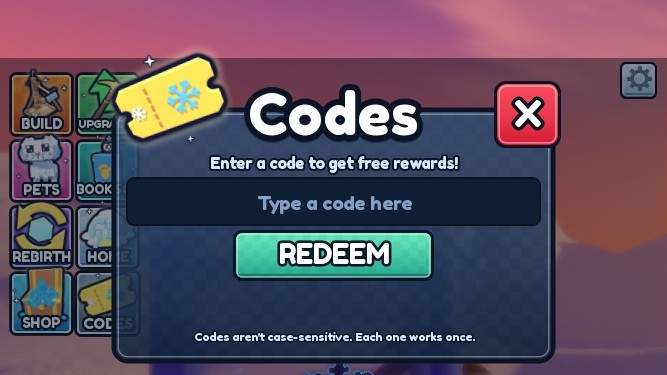 Codes
Enter a code to get free rewards!
Type a code here
REDEEM
Codes aren't case-sensitive. Each one works once.
BUILD
PETS
REBIRTH
SHOP